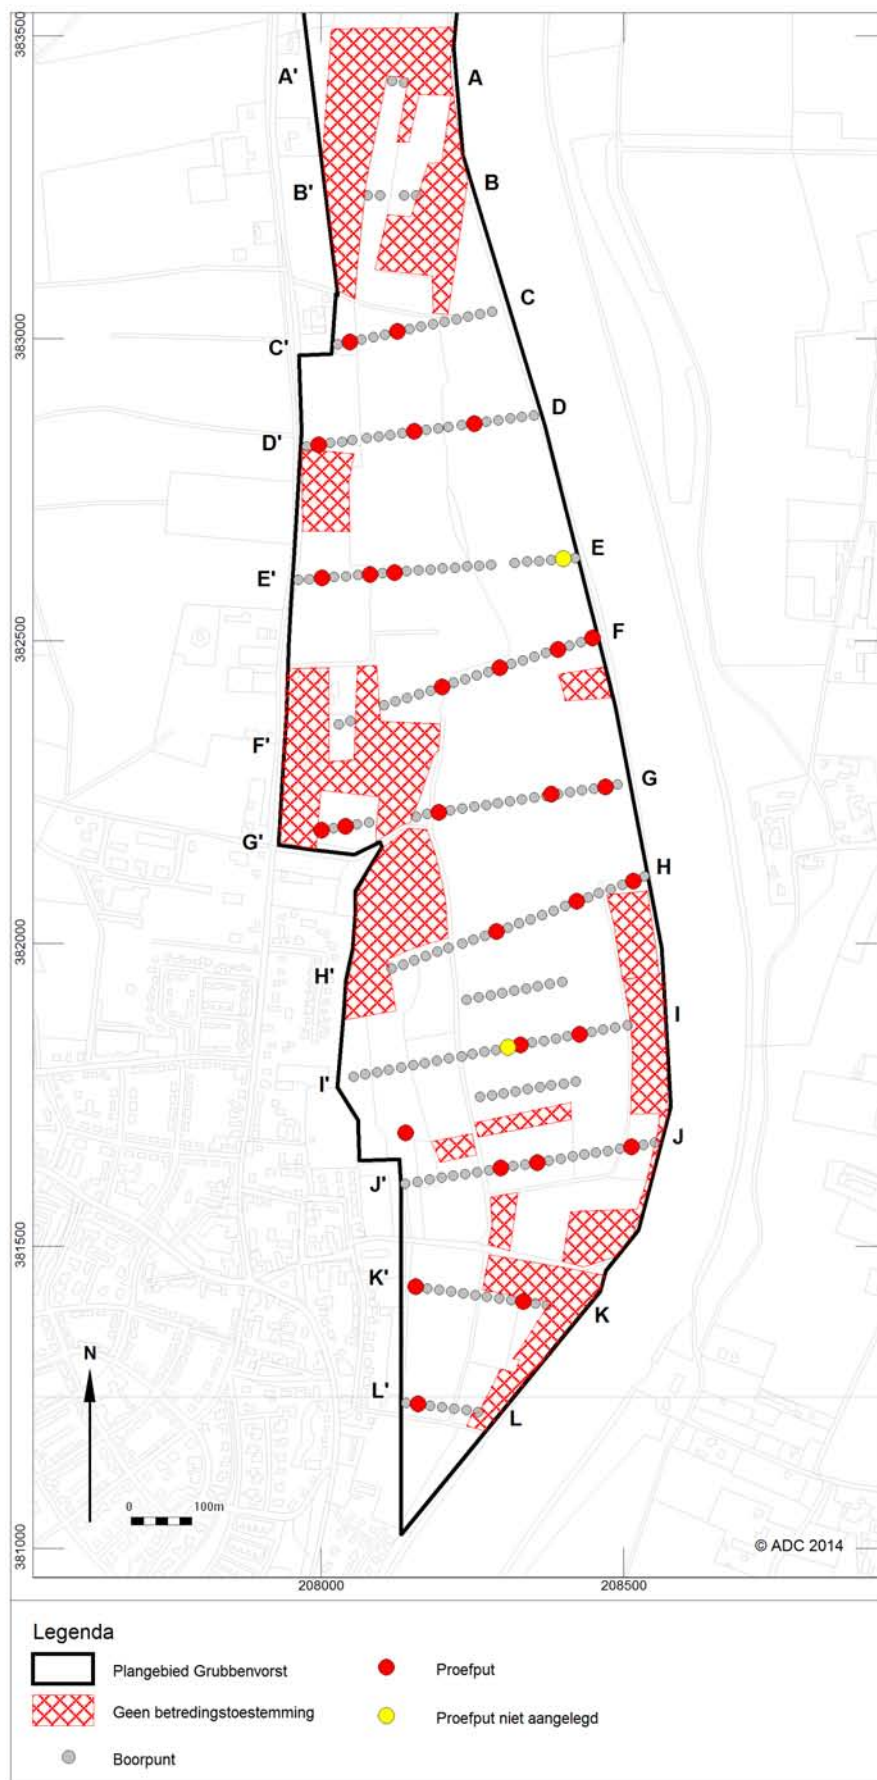 383500
A'
A
B'
B
C
383000
C'
D
D'
E
E'
382500
F
F'
G
G'
H
382000
H'
I
I'
J
J'
381500
K'
K
N
L'
L
0 100m
381000
© ADC 2014
208000 208500
Legenda
Plangebied Grubbenvorst
Proefput
Geen betredingstoestemming
Proefput niet aangelegd
Boorpunt